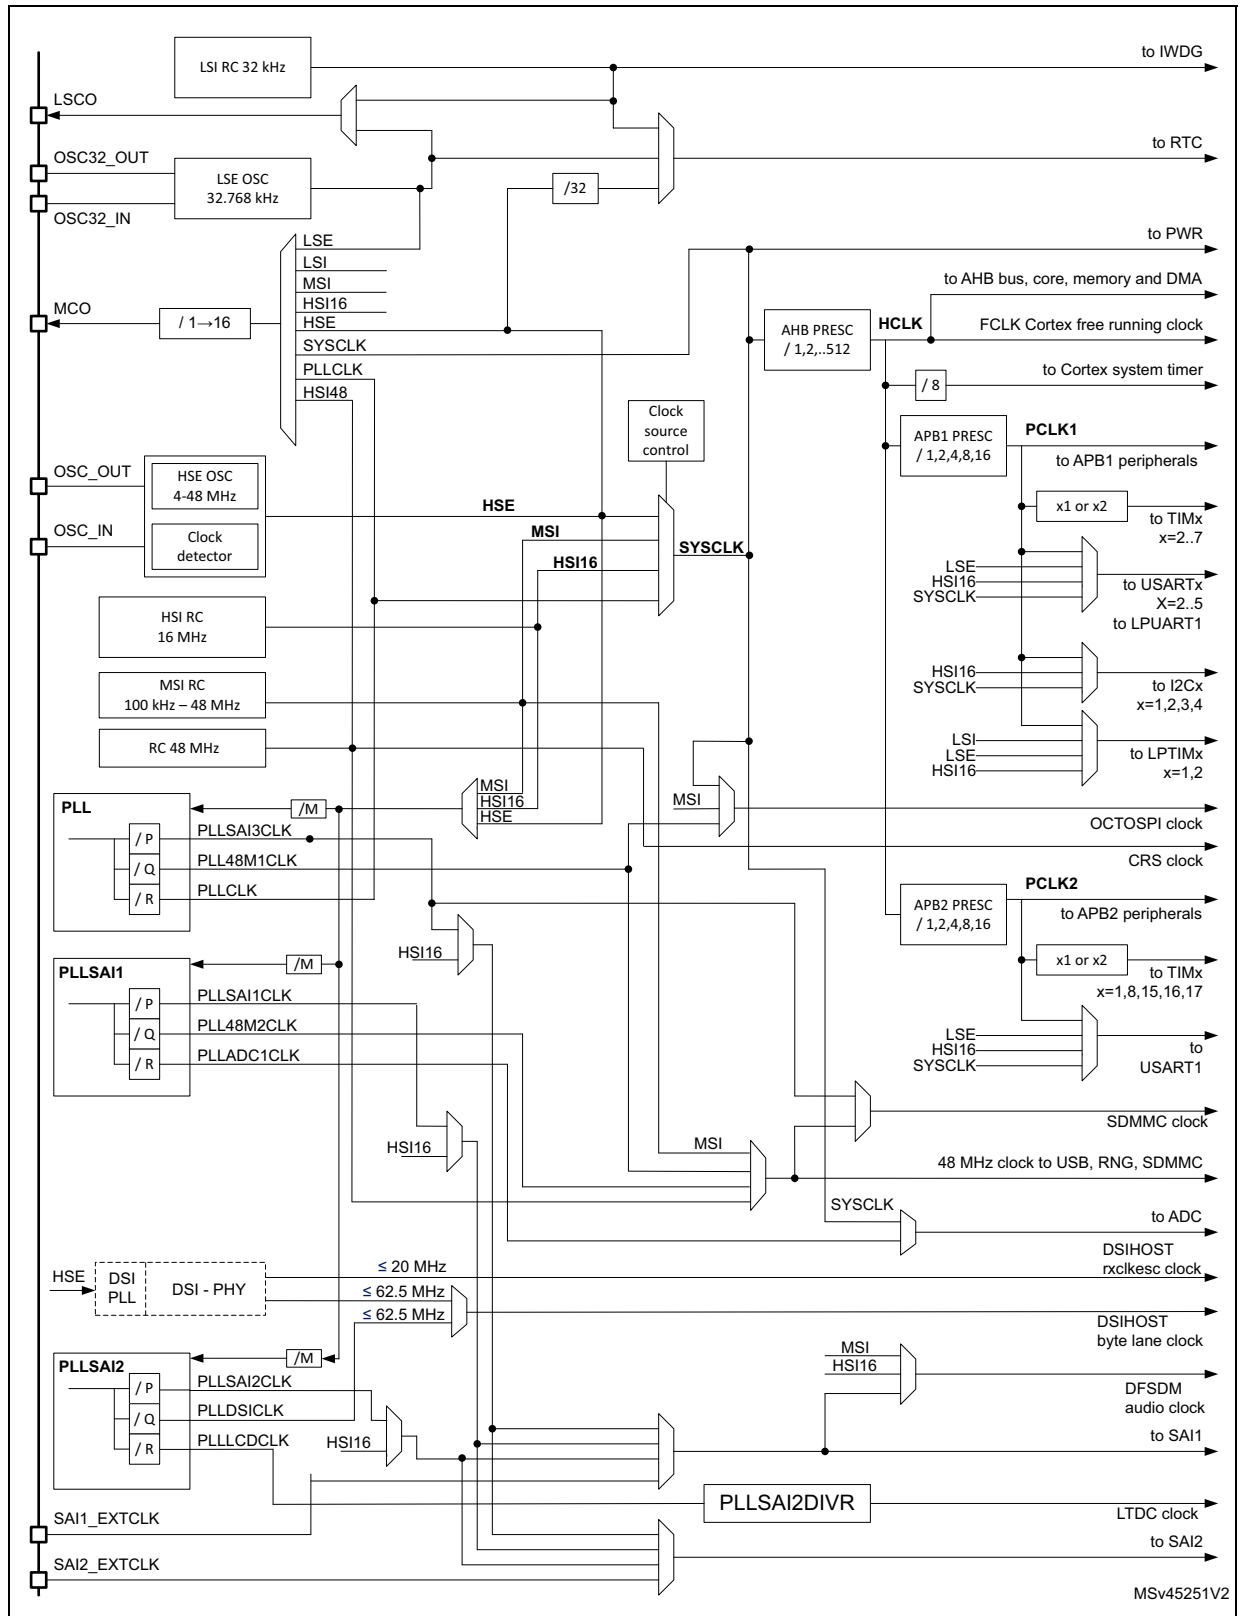 to IWDG
LSI RC 32 kHz
LSCO
to RTC
OSC32_OUT
LSE OSC
32.768 kHz
/32
OSC32_IN
to PWR
LSE
LSI
MSI
HSI16
HSE
SYSCLK
PLLCLK
HSI48
MCO
/ 1→16
to AHB bus, core, memory and DMA
AHB PRESC
/ 1,2,..512
HCLK
FCLK Cortex free running clock
to Cortex system timer
/ 8
Clock
source
control
APB1 PRESC
/ 1,2,4,8,16
PCLK1
to APB1 peripherals
OSC_OUT
HSE OSC
4-48 MHz
OSC_IN
Clock
detector
HSE
MSI
HSI16
SYSCLK
x1 or x2
to TIMx
x=2..7
LSE
HSI16
SYSCLK
to USARTx
X=2..5
to LPUART1
HSI RC
16 MHz
MSI RC
100 kHz – 48 MHz
RC 48 MHz
HSI16
SYSCLK
to I2Cx
x=1,2,3,4
LSI
LSE
HSI16
to LPTIMx
x=1,2
MSI
HSI16
HSE
MSI
OCTOSPI clock
CRS clock
PLL
/M
/ P
PLLSAI3CLK
/ Q
PLL48M1CLK
/ R
PLLCLK
APB2 PRESC
/ 1,2,4,8,16
PCLK2
to APB2 peripherals
HSI16
x1 or x2
to TIMx
x=1,8,15,16,17
PLLSAI1
/M
/ P
PLLSAI1CLK
/ Q
PLL48M2CLK
/ R
PLLADC1CLK
LSE
HSI16
SYSCLK
to
USART1
SDMMC clock
HSI16
MSI
48 MHz clock to USB, RNG, SDMMC
SYSCLK
to ADC
HSE
DSI
PLL
DSI - PHY
≤ 20 MHz
≤ 62.5 MHz
≤ 62.5 MHz
DSIHOST
rxclkesc clock
DSIHOST
byte lane clock
MSI
HSI16
DFSDM
audio clock
PLLSAI2
/M
/ P
PLLSAI2CLK
/ Q
PLLDSICLK
/ R
PLLLCDCLK
HSI16
to SAI1
PLLSAI2DIVR
LTDC clock
SAI1_EXTCLK
to SAI2
SAI2_EXTCLK
MSv45251V2